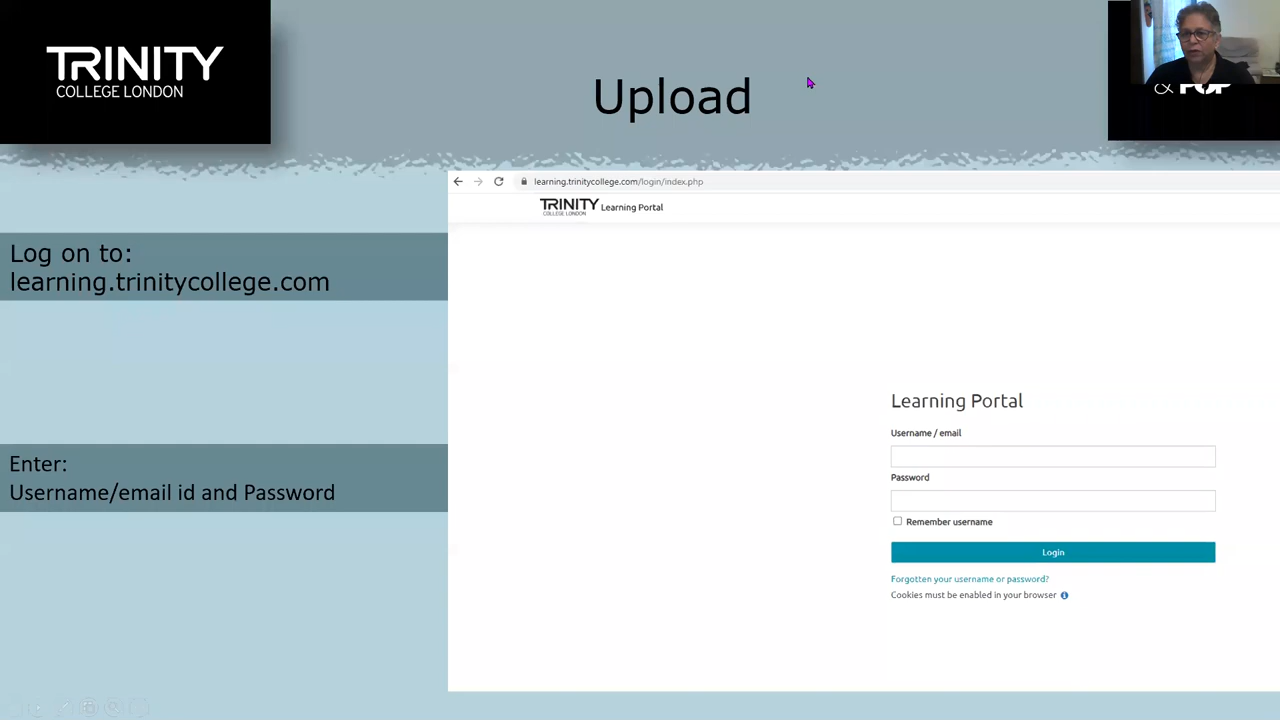 TRINITY
COLLEGE LONDON
Upload
& POP
learning.trinitycollege.com/login/index.php
TRINITY
COLLEGE LONDON
Learning Portal
Log on to:
learning.trinitycollege.com
Learning Portal
Username / email
Enter:
Username/email id and Password
Password
Remember username
Login
Forgotten your username or password?
Cookies must be enabled in your browser